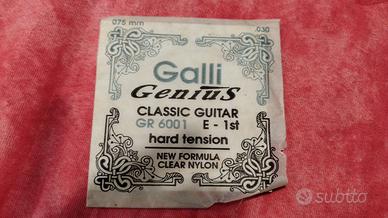 .075 mm .030
Galli
Genius
CLASSIC GUITAR
GR 6001 E - 1st
hard tension
NEW FORMULA
CLEAR NYLON
subito